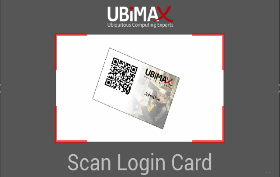 UBIMAX
Ubiquitous Computing Experts
UBIMAX
Scan Login Card